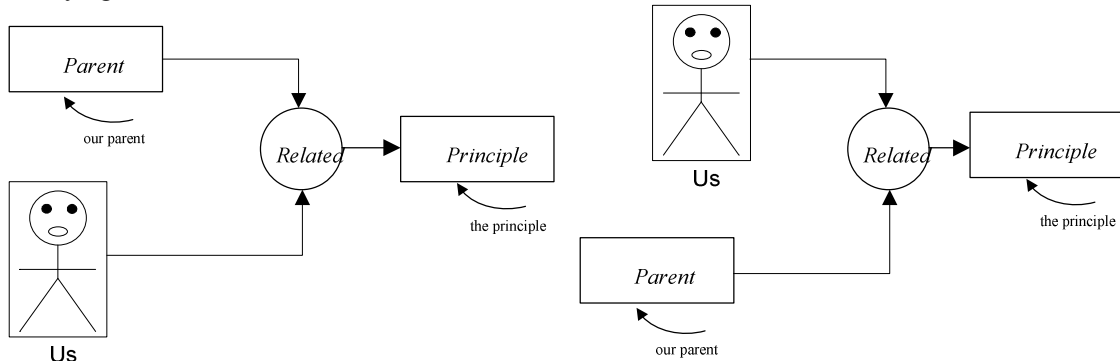 Parent
our parent
Related
Principle
the principle
Us
Us
Related
Principle
the principle
Parent
our parent